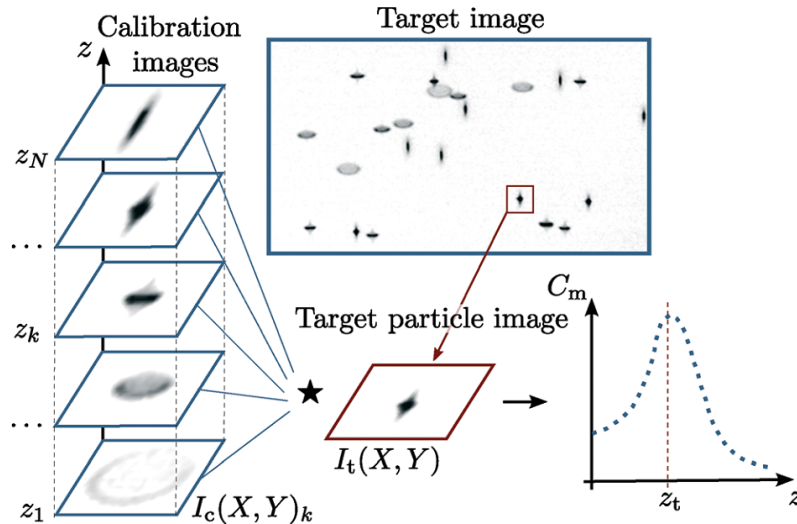 Calibration
images
z
Target image
z_N
...
z_k
...
z_1
I_c(X, Y)_k
Target particle image
★
I_t(X, Y)
C_m
z_t
z